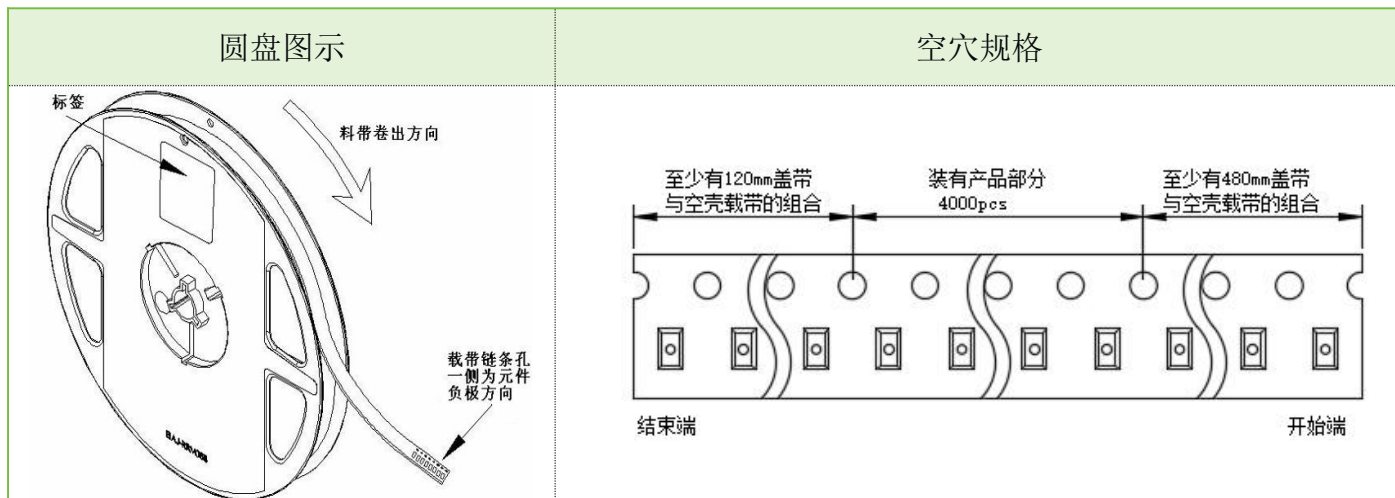 圆盘图示
空穴规格
标签
料带卷出方向
载带链条孔
一侧为元件
负极方向
至少有120mm盖带
与空壳载带的组合
装有产品部分
4000pcs
至少有480mm盖带
与空壳载带的组合
结束端
开始端